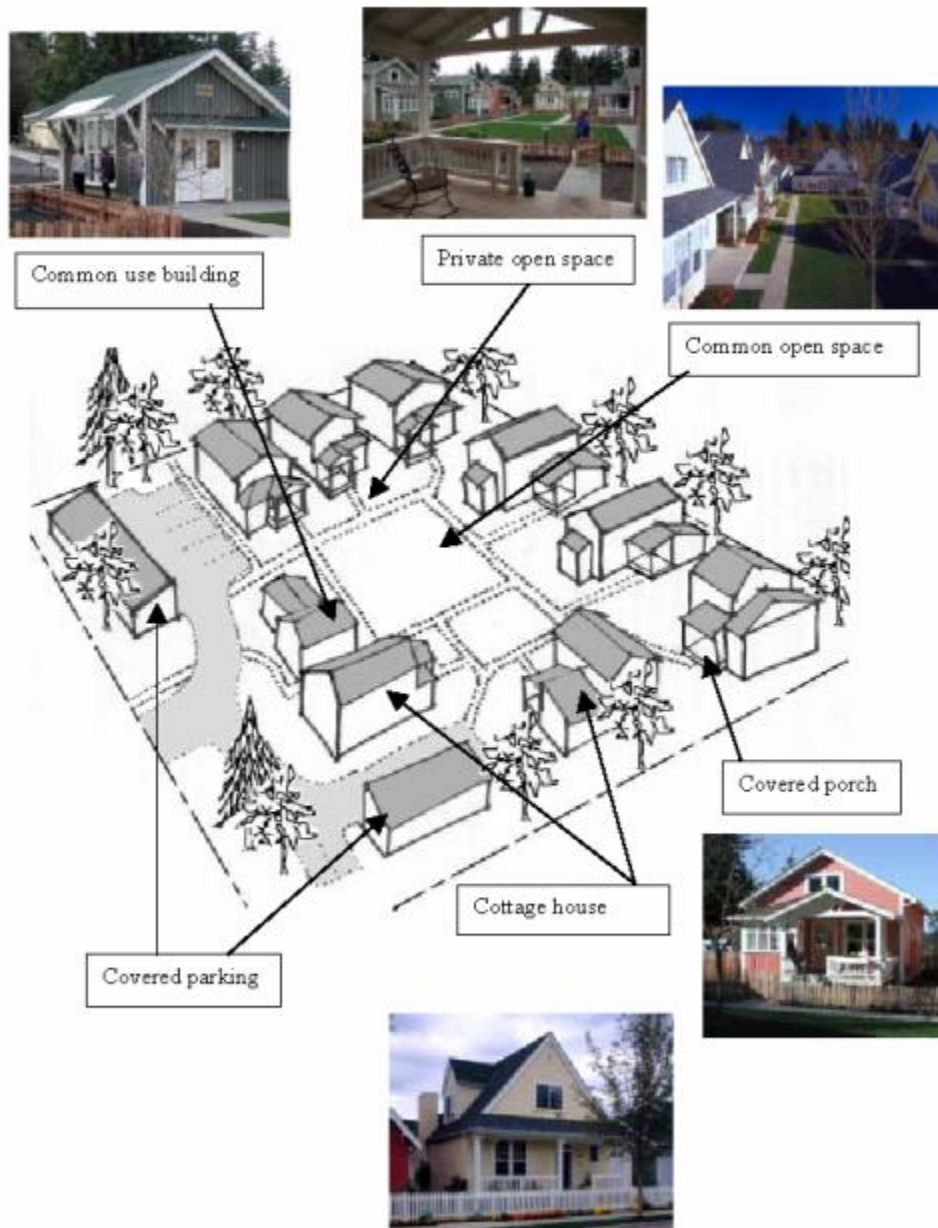 Common use building
Private open space
Common open space
Covered porch
Cottage house
Covered parking